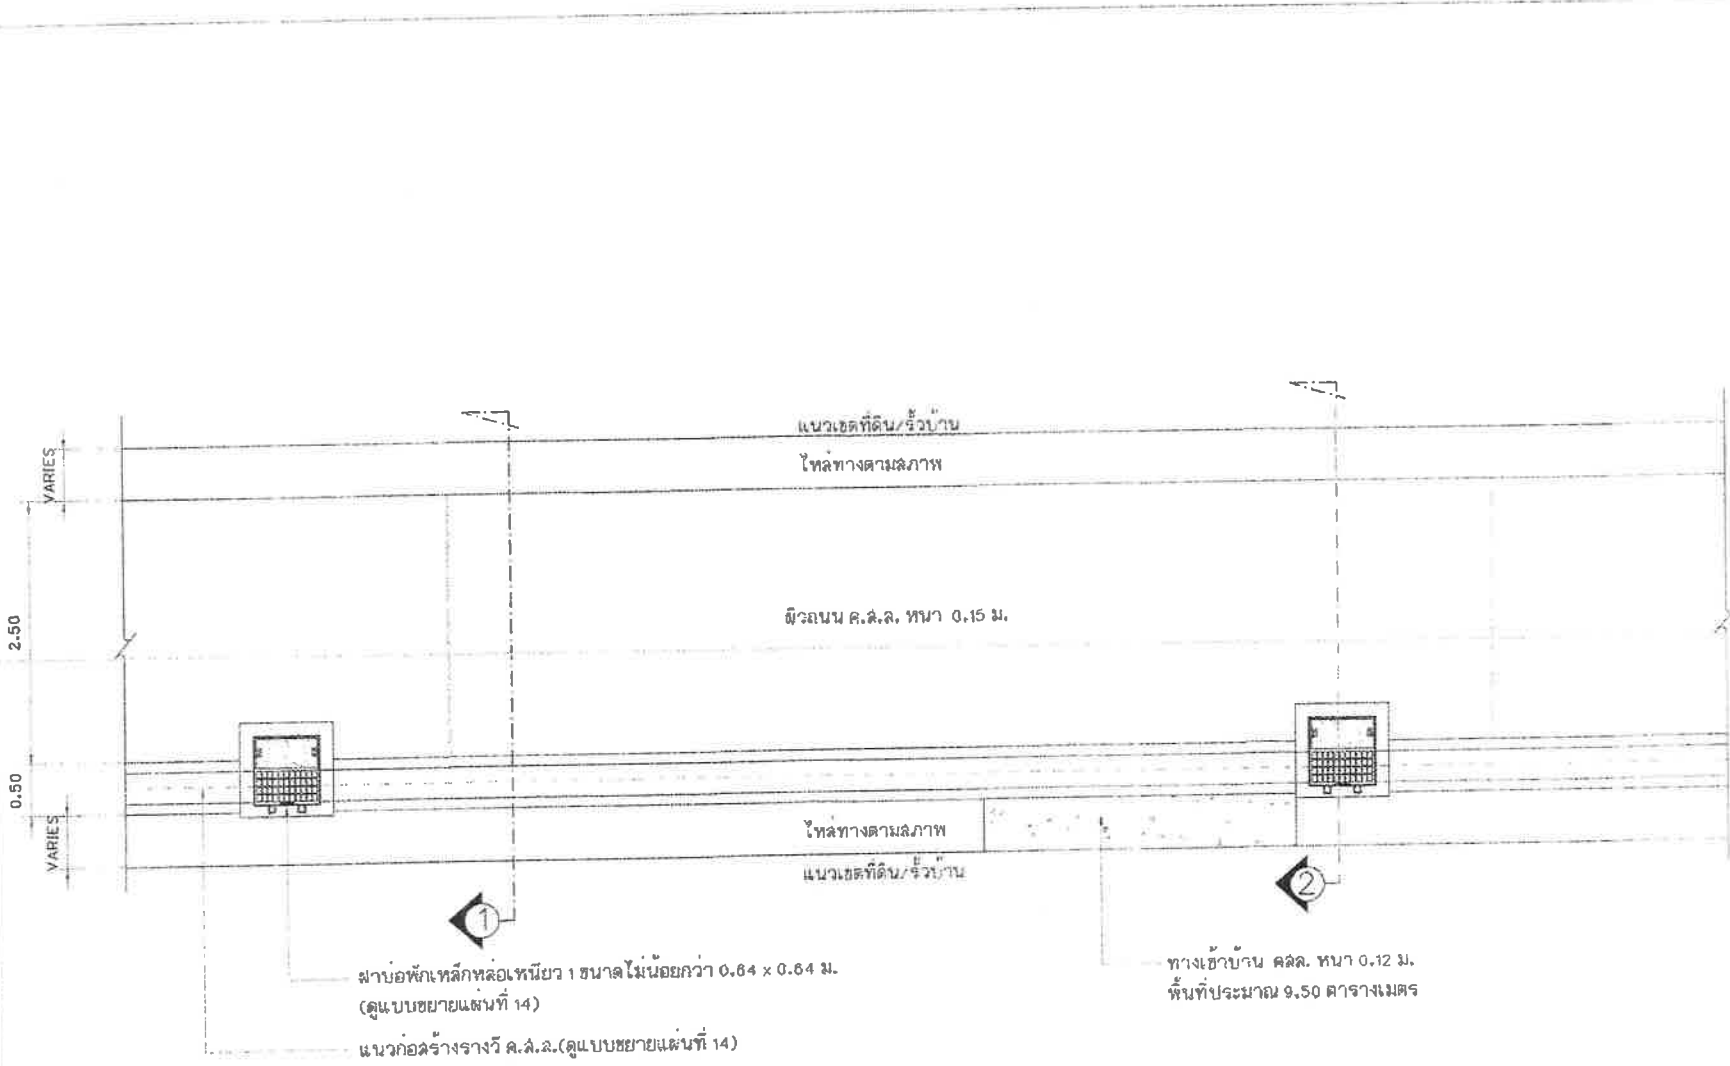 แนวเขตที่ดิน/รั้วบ้าน
ไหล่ทางตามสภาพ
VARIES
2.50
ผิวถนน ค.ส.ล. หนา 0.15 ม.
0.50
VARIES
ไหล่ทางตามสภาพ
แนวเขตที่ดิน/รั้วบ้าน
1
2
ฝาบ่อพักเหล็กหล่อเหนียว 1 ขนาดไม่น้อยกว่า 0.64 x 0.64 ม.
(ดูแบบขยายแผ่นที่ 14)
แนวก่อสร้างรางวี ค.ส.ล.(ดูแบบขยายแผ่นที่ 14)
ทางเข้าบ้าน คสล. หนา 0.12 ม.
พื้นที่ประมาณ 9.50 ตารางเมตร